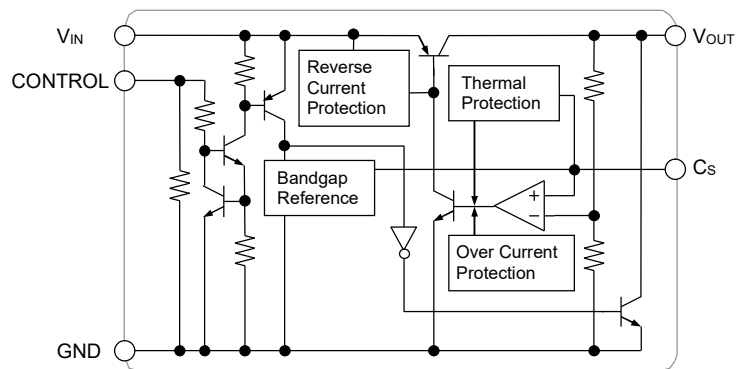 VIN
VOUT
CONTROL
Reverse
Current
Protection
Thermal
Protection
CS
Bandgap
Reference
+
−
Over Current
Protection
GND